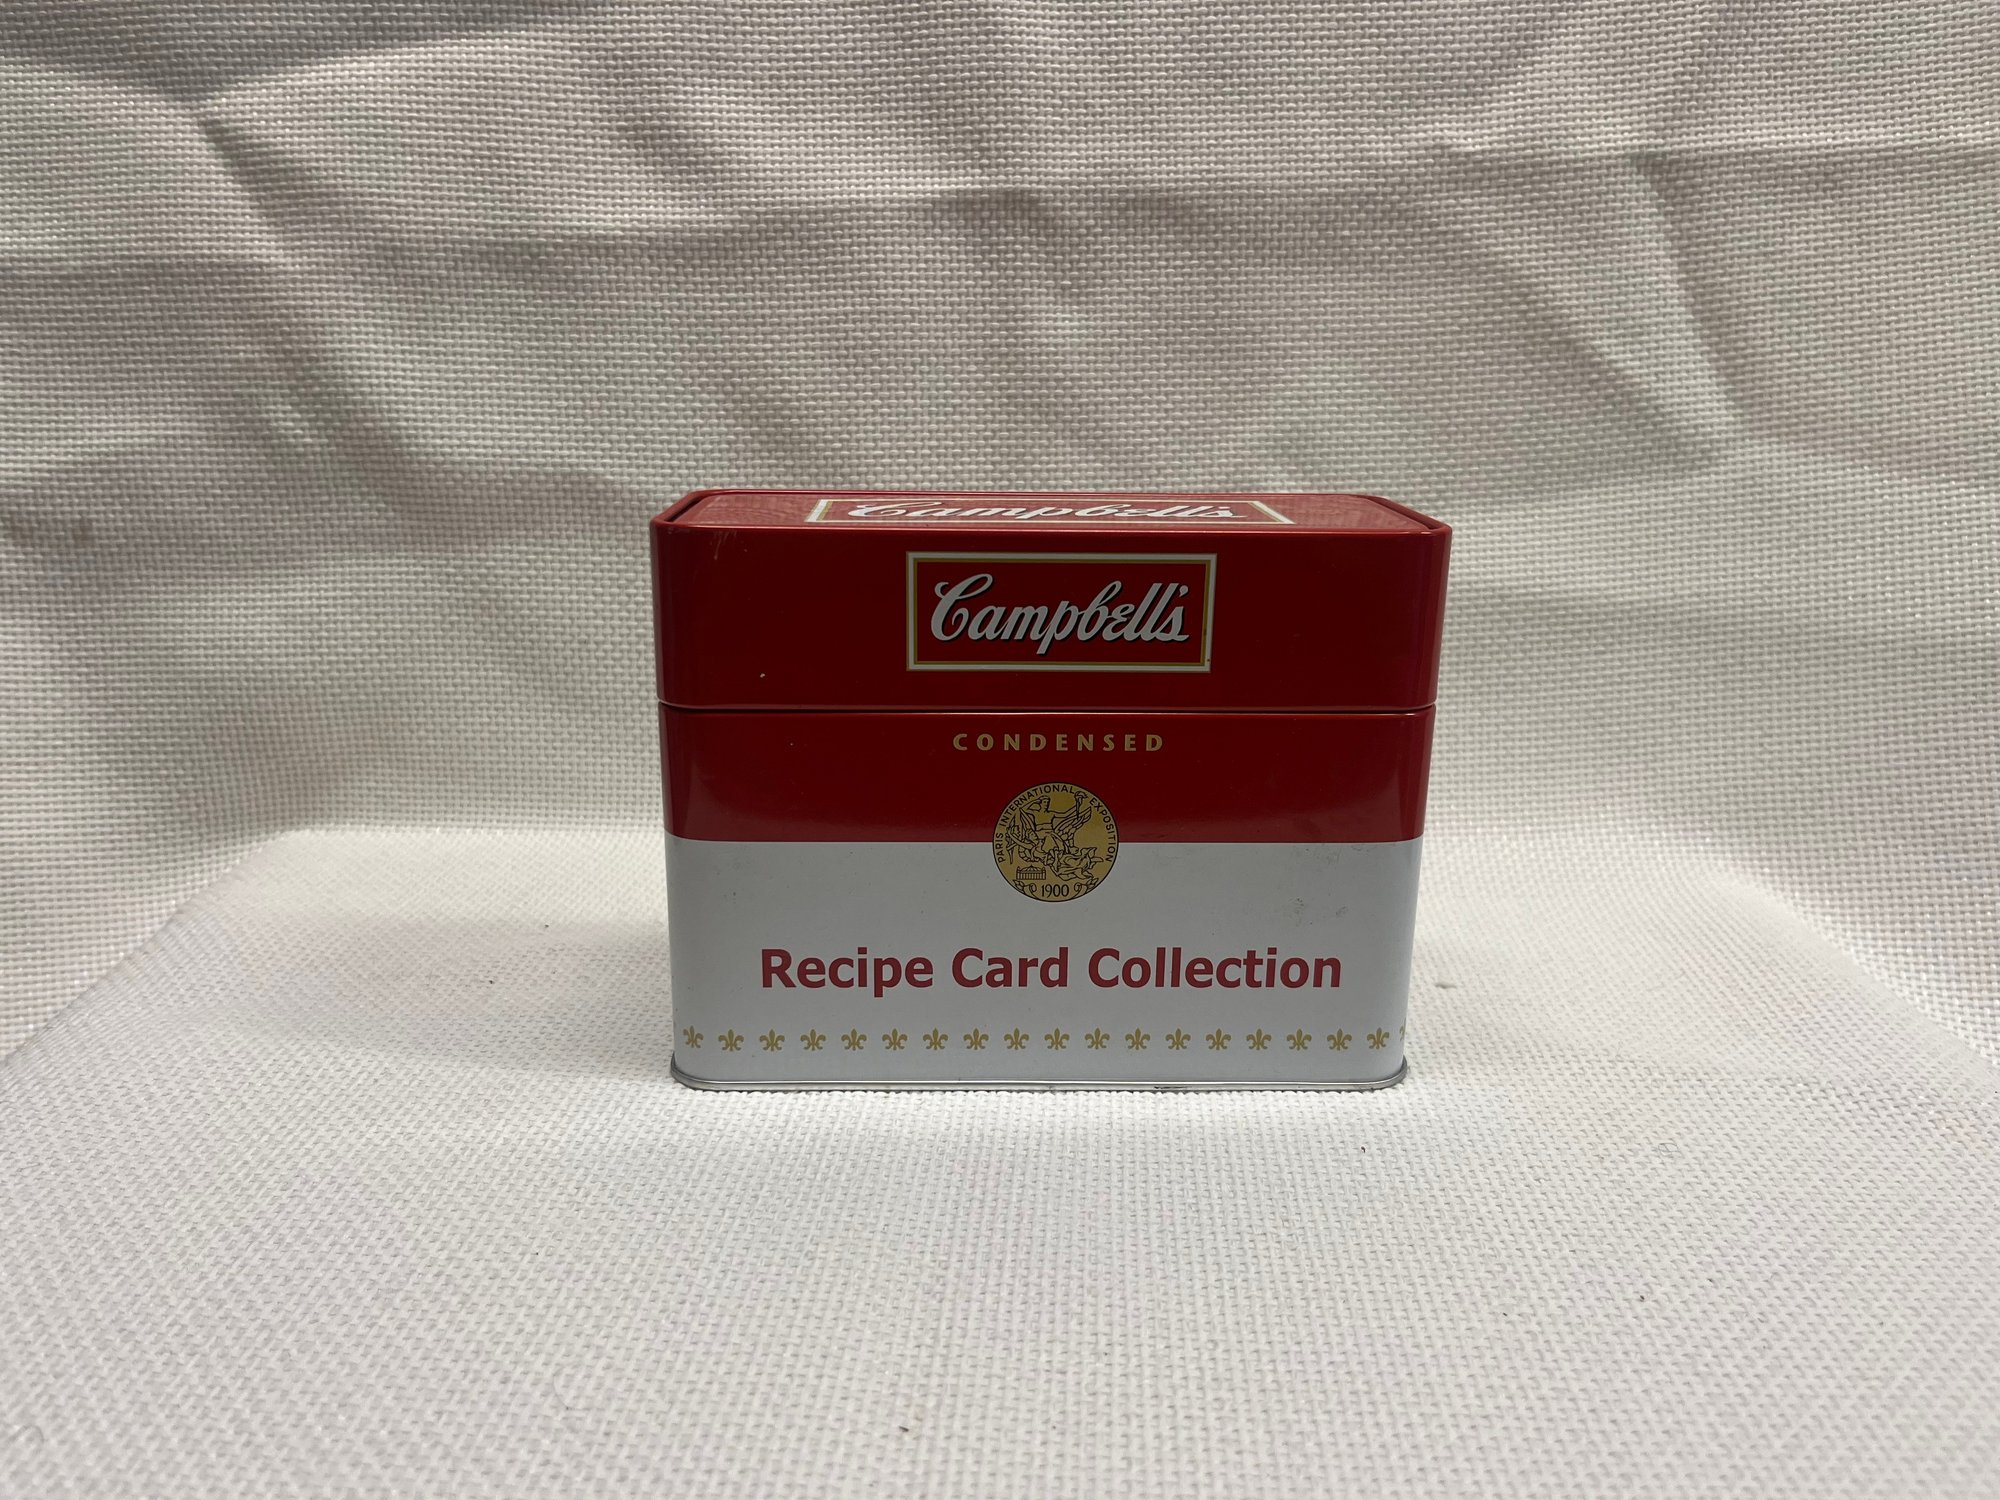 Campbell's
Campbell's
CONDENSED
PARIS INTERNATIONAL EXPOSITION
1900
Recipe Card Collection